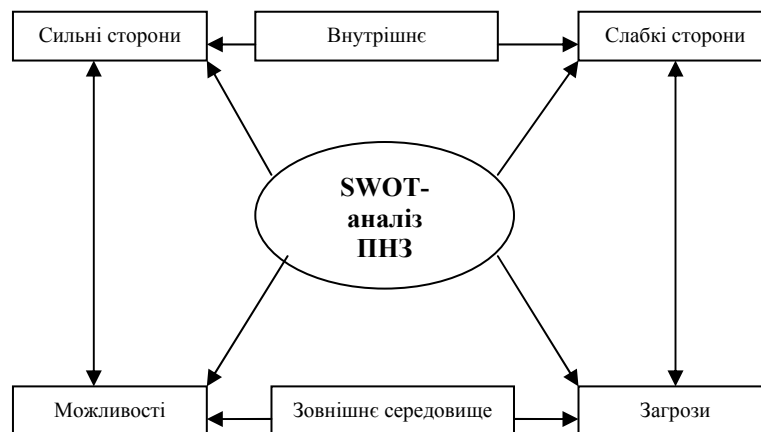 Сильні сторони
Внутрішнє
Слабкі сторони
SWOT-
аналіз
ПНЗ
Можливості
Зовнішнє середовище
Загрози